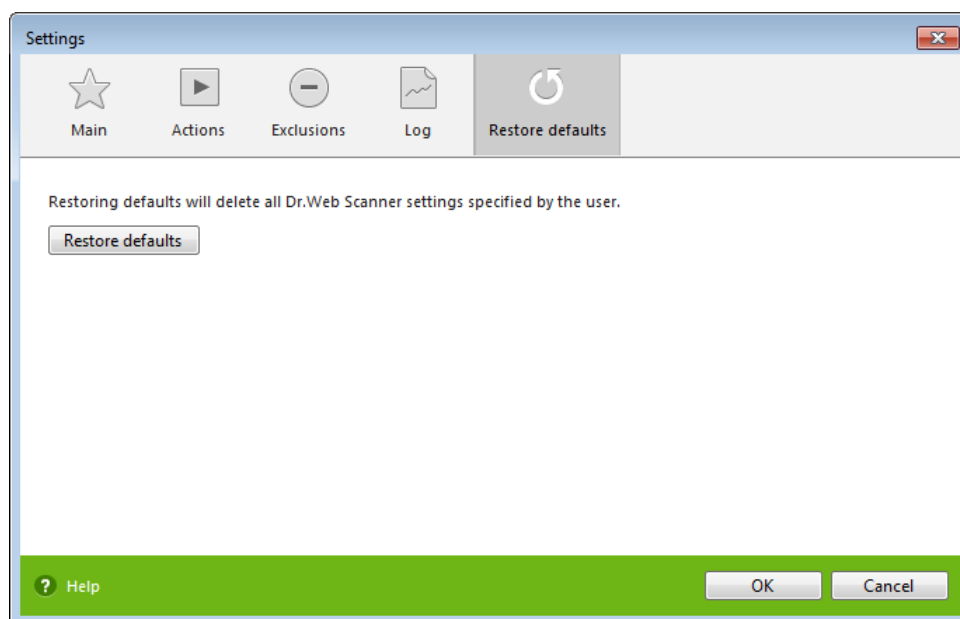 Settings
Main Actions Exclusions Log Restore defaults
Restoring defaults will delete all Dr.Web Scanner settings specified by the user.
Restore defaults
? Help OK Cancel